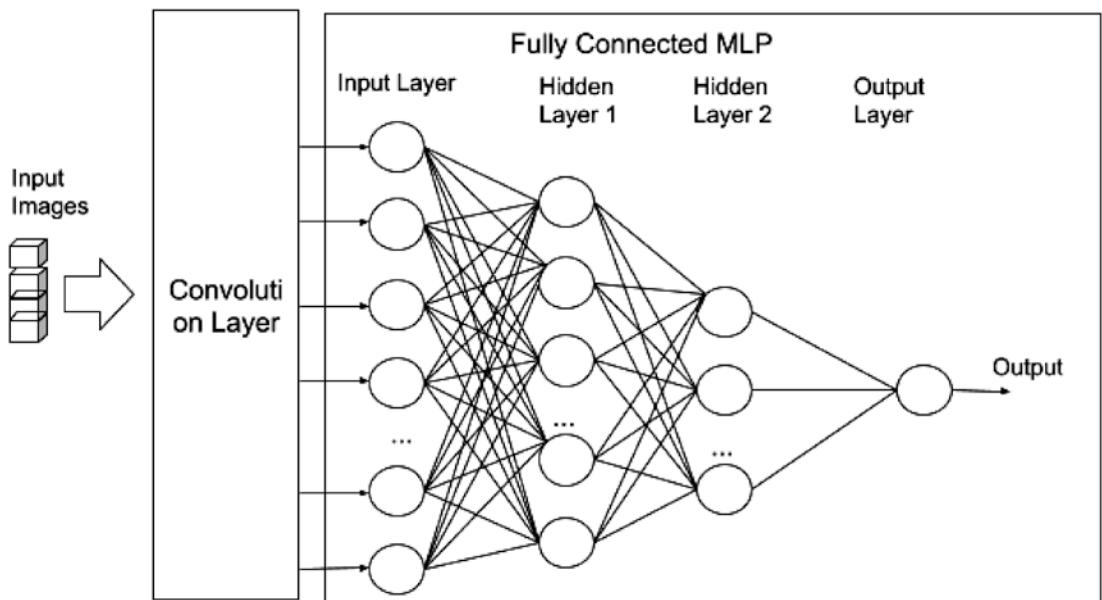 Fully Connected MLP
Input Layer
Hidden
Layer 1
Hidden
Layer 2
Output
Layer
Input
Images
Convoluti
on Layer
...
...
...
Output